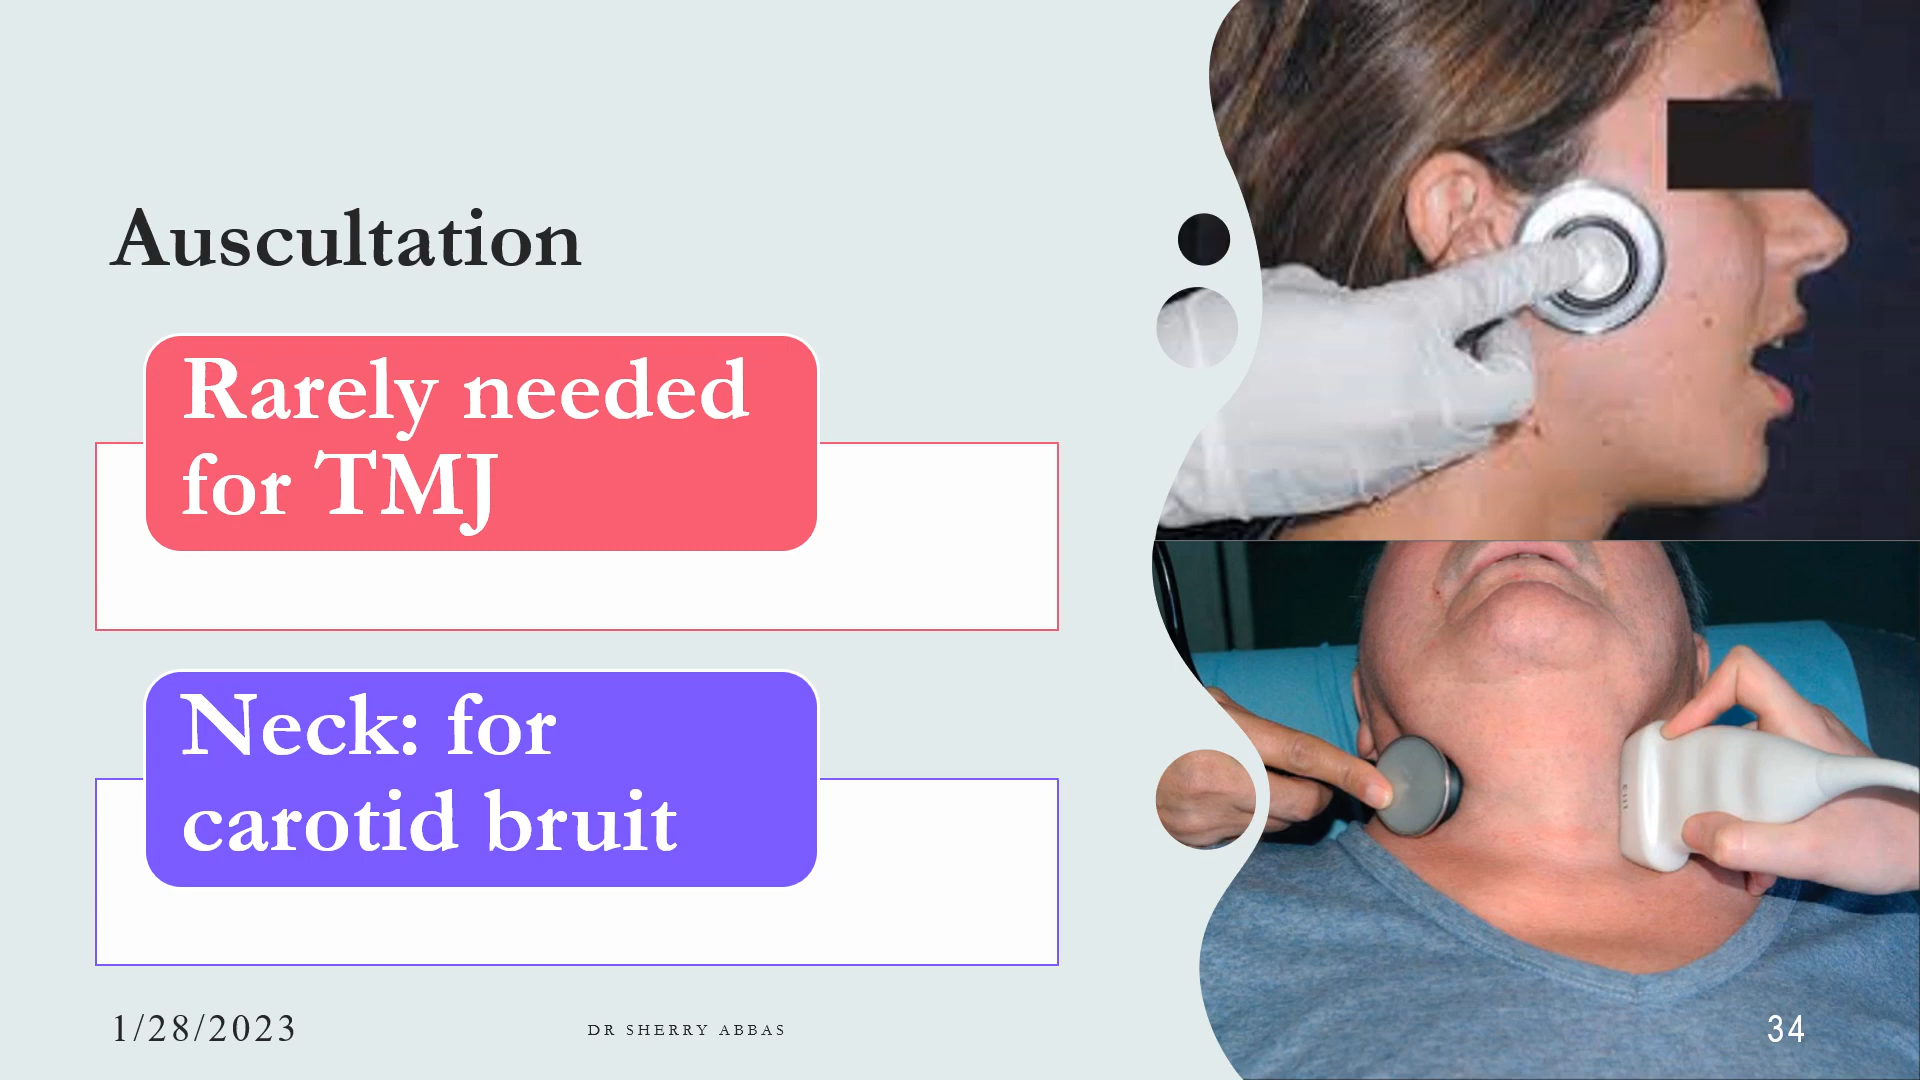 Auscultation
Rarely needed
for TMJ
Neck: for
carotid bruit
1/28/2023
DR SHERRY ABBAS
34